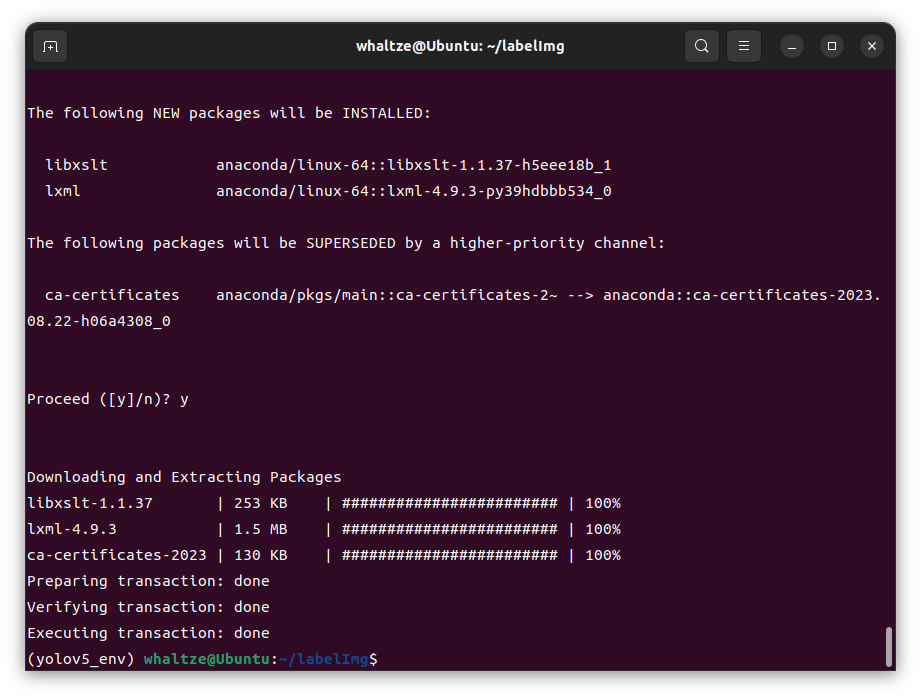 whaltze@Ubuntu: ~/labelImg
The following NEW packages will be INSTALLED:
libxslt anaconda/linux-64::libxslt-1.1.37-h5eee18b_1
lxml anaconda/linux-64::lxml-4.9.3-py39hdbbb534_0
The following packages will be SUPERSEDED by a higher-priority channel:
ca-certificates anaconda/pkgs/main::ca-certificates-2~ --> anaconda::ca-certificates-2023.
08.22-h06a4308_0
Proceed ([y]/n)? y
Downloading and Extracting Packages
libxslt-1.1.37 | 253 KB | ######################## | 100%
lxml-4.9.3 | 1.5 MB | ######################## | 100%
ca-certificates-2023 | 130 KB | ######################## | 100%
Preparing transaction: done
Verifying transaction: done
Executing transaction: done
(yolov5_env) whaltze@Ubuntu:~/labelImg$